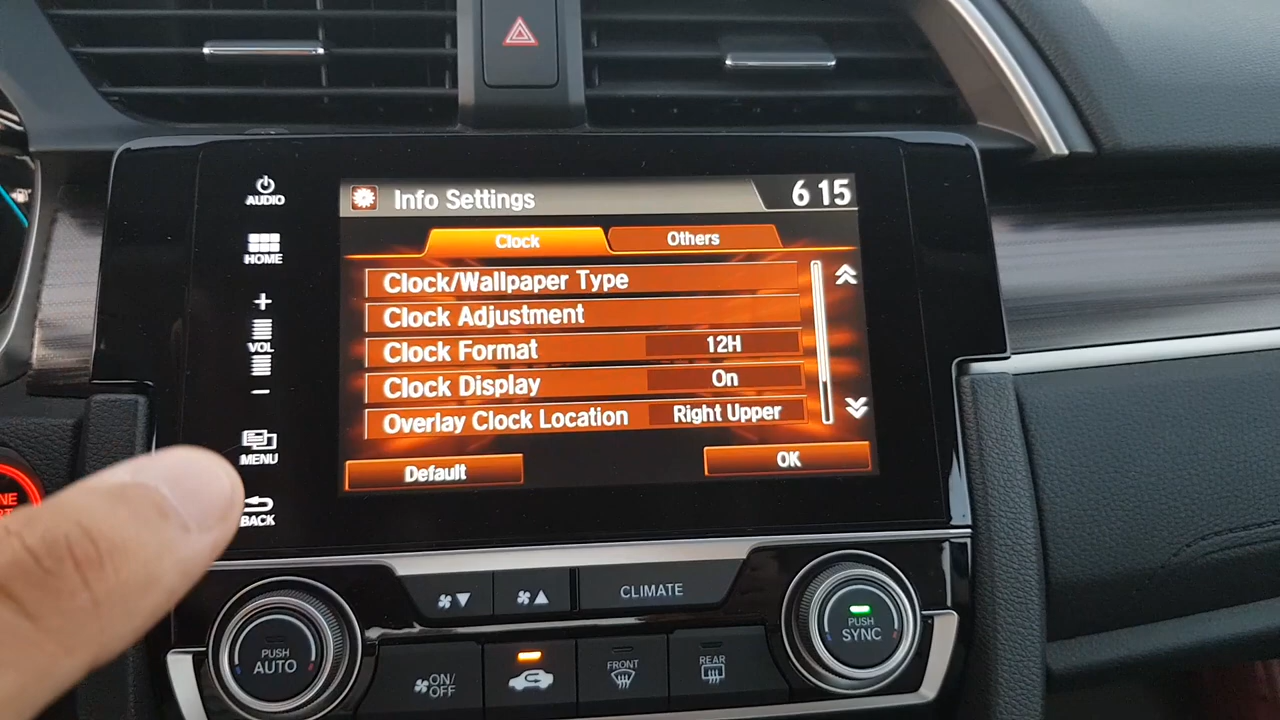 AUDIO
HOME
+
VOL
−
MENU
BACK
Info Settings
6 15
Clock
Others
Clock/Wallpaper Type
Clock Adjustment
Clock Format 12H
Clock Display On
Overlay Clock Location Right Upper
Default
OK
CLIMATE
PUSH
AUTO
ON/
OFF
FRONT
REAR
PUSH
SYNC